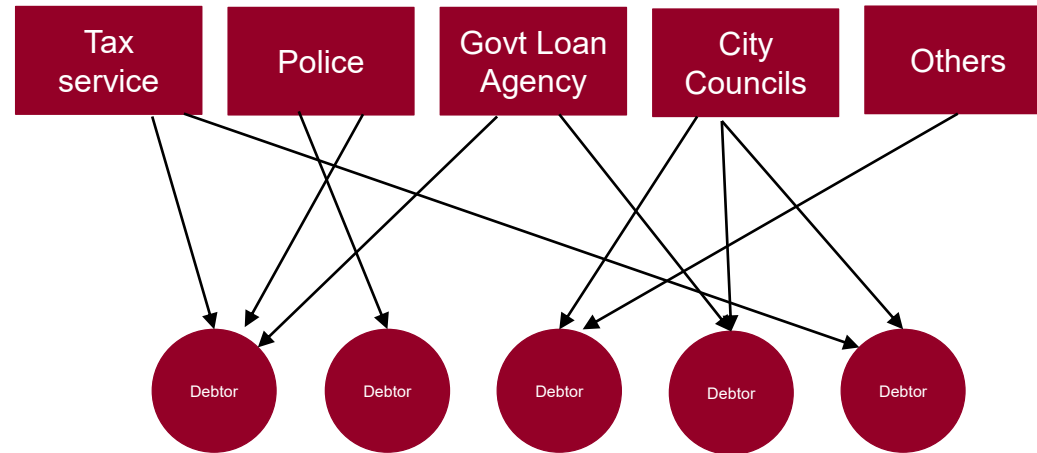 Tax
service
Police
Govt Loan
Agency
City
Councils
Others
Debtor
Debtor
Debtor
Debtor
Debtor